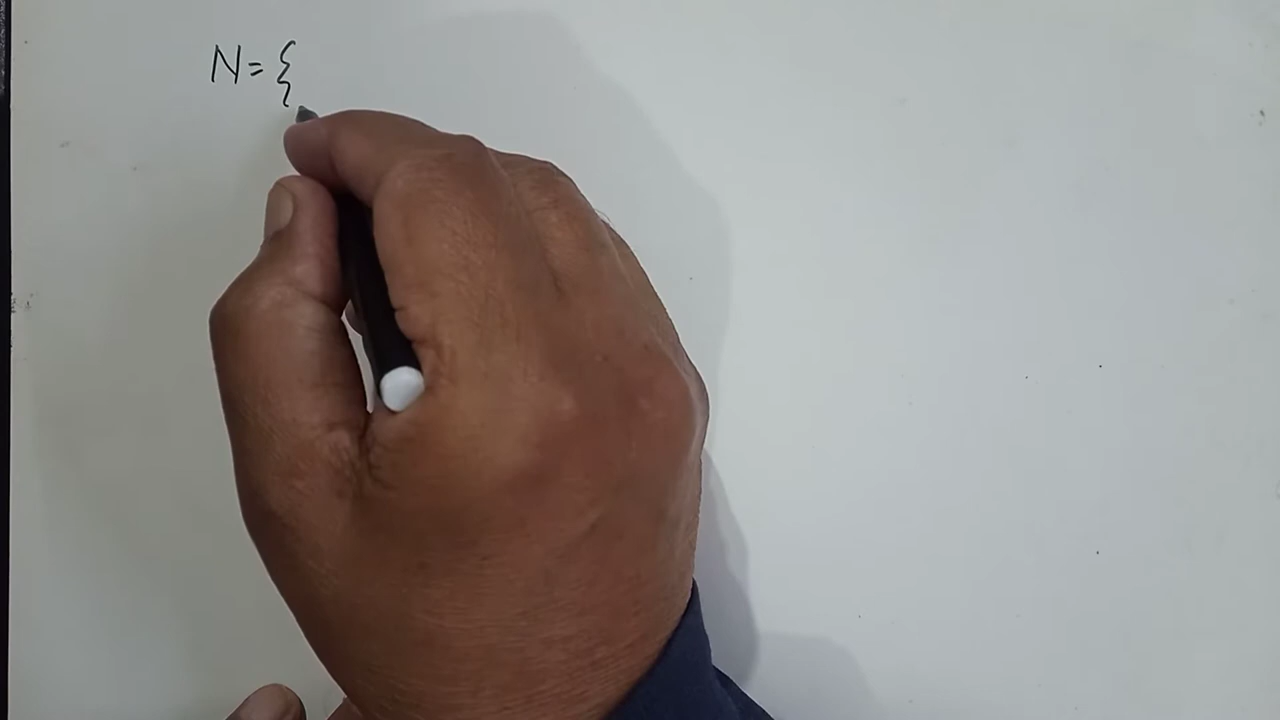 N = {